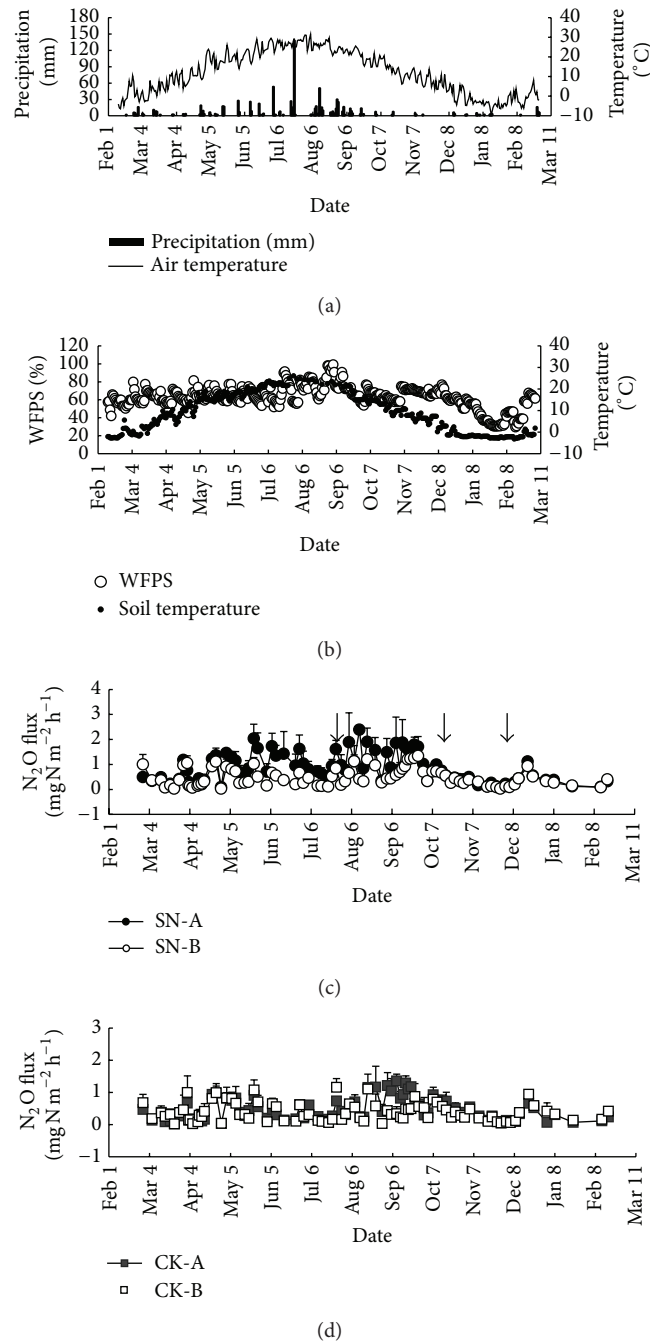 Precipitation (mm)
180
150
120
90
60
30
0
40
30
20
10
0
−10
Temperature (°C)
Feb 1
Mar 4
Apr 4
May 5
Jun 5
Jul 6
Aug 6
Sep 6
Oct 7
Nov 7
Dec 8
Jan 8
Feb 8
Mar 11
Date
Precipitation (mm)
Air temperature
(a)
WFPS (%)
120
100
80
60
40
20
0
40
30
20
10
0
−10
Temperature (°C)
Feb 1
Mar 4
Apr 4
May 5
Jun 5
Jul 6
Aug 6
Sep 6
Oct 7
Nov 7
Dec 8
Jan 8
Feb 8
Mar 11
Date
WFPS
Soil temperature
(b)
N₂O flux (mg N m⁻² h⁻¹)
4
3
2
1
0
−1
Feb 1
Mar 4
Apr 4
May 5
Jun 5
Jul 6
Aug 6
Sep 6
Oct 7
Nov 7
Dec 8
Jan 8
Feb 8
Mar 11
Date
SN-A
SN-B
(c)
N₂O flux (mg N m⁻² h⁻¹)
3
2
1
0
−1
Feb 1
Mar 4
Apr 4
May 5
Jun 5
Jul 6
Aug 6
Sep 6
Oct 7
Nov 7
Dec 8
Jan 8
Feb 8
Mar 11
Date
CK-A
CK-B
(d)